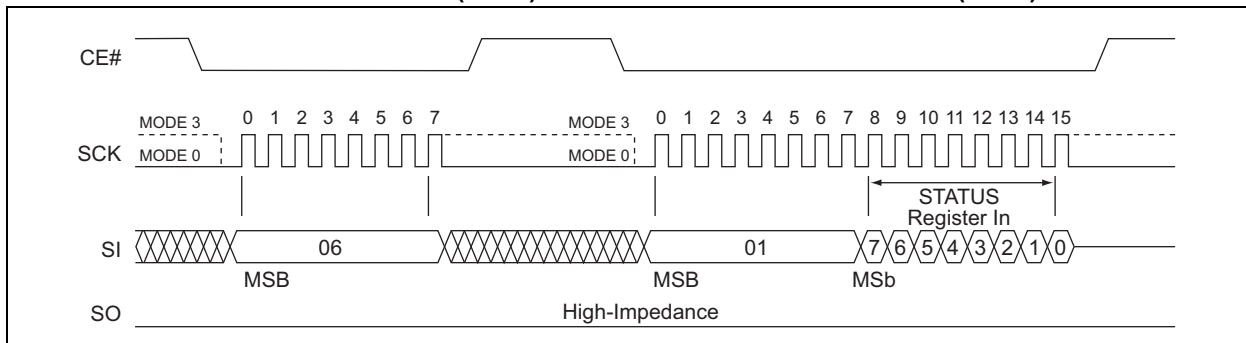 CE#
MODE 3 0 1 2 3 4 5 6 7 MODE 3 0 1 2 3 4 5 6 7 8 9 10 11 12 13 14 15
SCK MODE 0 MODE 0
STATUS
Register In
SI 06 01 7 6 5 4 3 2 1 0
MSB MSB MSb
SO High-Impedance